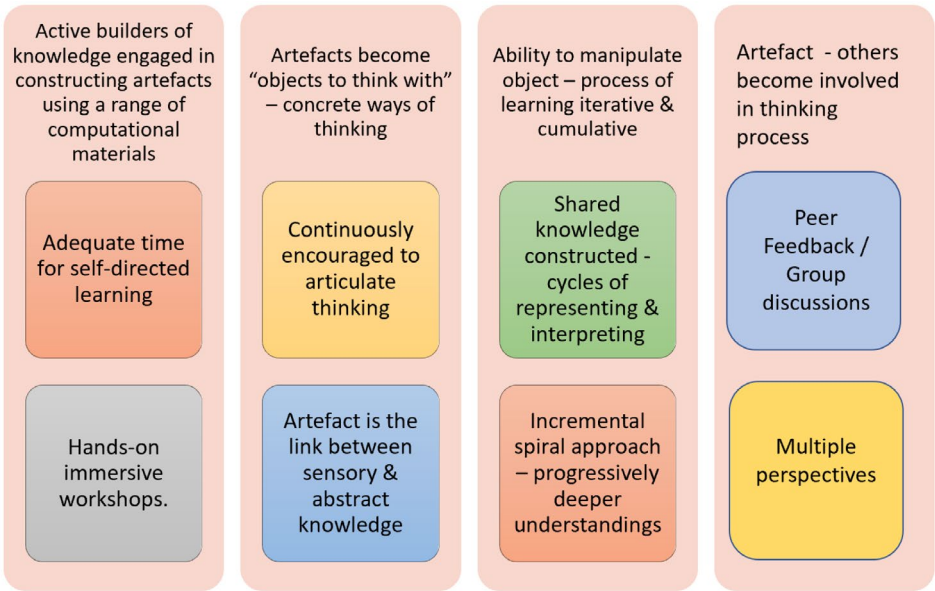 Active builders of
knowledge engaged in
constructing artefacts
using a range of
computational
materials
Adequate time
for self-directed
learning
Hands-on
immersive
workshops.
Artefacts become
“objects to think with”
– concrete ways of
thinking
Continuously
encouraged to
articulate
thinking
Artefact is the
link between
sensory &
abstract
knowledge
Ability to manipulate
object – process of
learning iterative &
cumulative
Shared
knowledge
constructed -
cycles of
representing &
interpreting
Incremental
spiral approach
– progressively
deeper
understandings
Artefact  - others
become involved
in thinking
process
Peer
Feedback /
Group
discussions
Multiple
perspectives